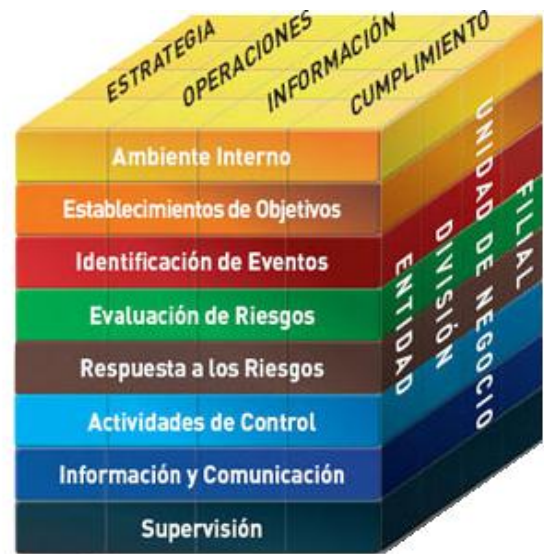 ESTRATEGIA
OPERACIONES
INFORMACIÓN
CUMPLIMIENTO
Ambiente Interno
Establecimientos de Objetivos
Identificación de Eventos
Evaluación de Riesgos
Respuesta a los Riesgos
Actividades de Control
Información y Comunicación
Supervisión
ENTIDAD
DIVISIÓN
UNIDAD DE NEGOCIO
FILIAL